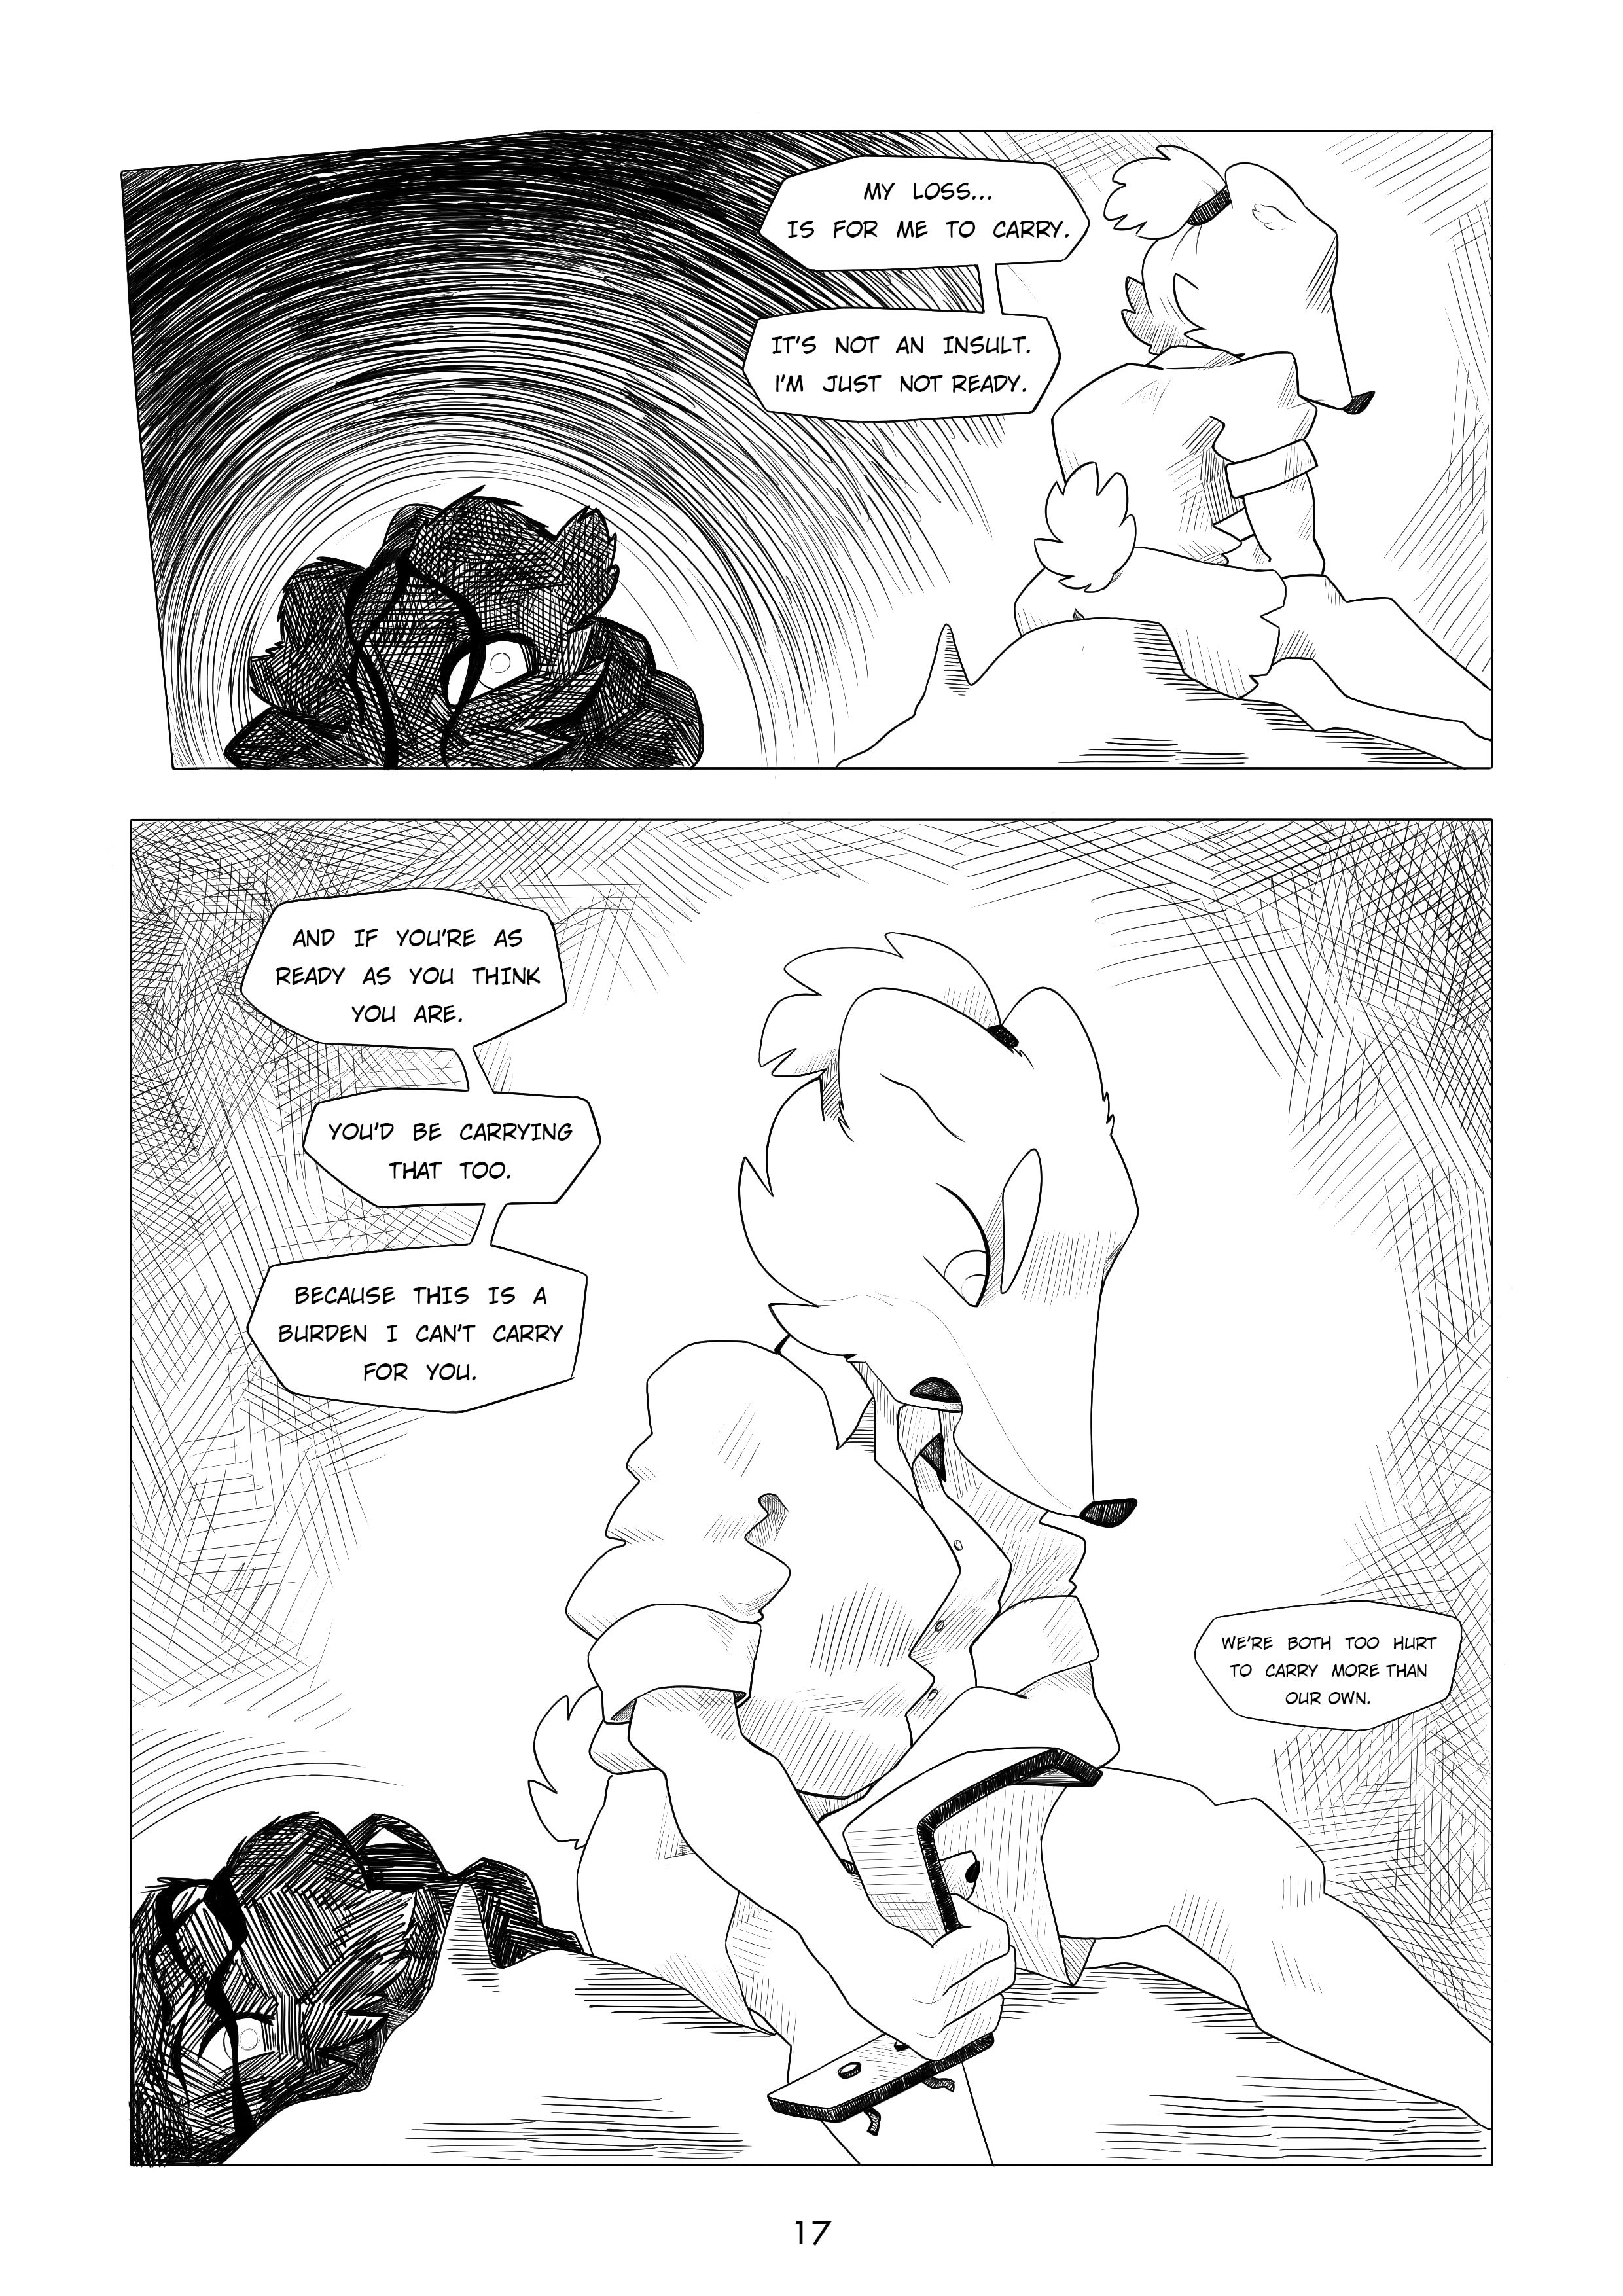 MY LOSS...
IS FOR ME TO CARRY.
IT'S NOT AN INSULT.
I'M JUST NOT READY.
AND IF YOU'RE AS
READY AS YOU THINK
YOU ARE.
YOU'D BE CARRYING
THAT TOO.
BECAUSE THIS IS A
BURDEN I CAN'T CARRY
FOR YOU.
WE'RE BOTH TOO HURT
TO CARRY MORE THAN
OUR OWN.
17